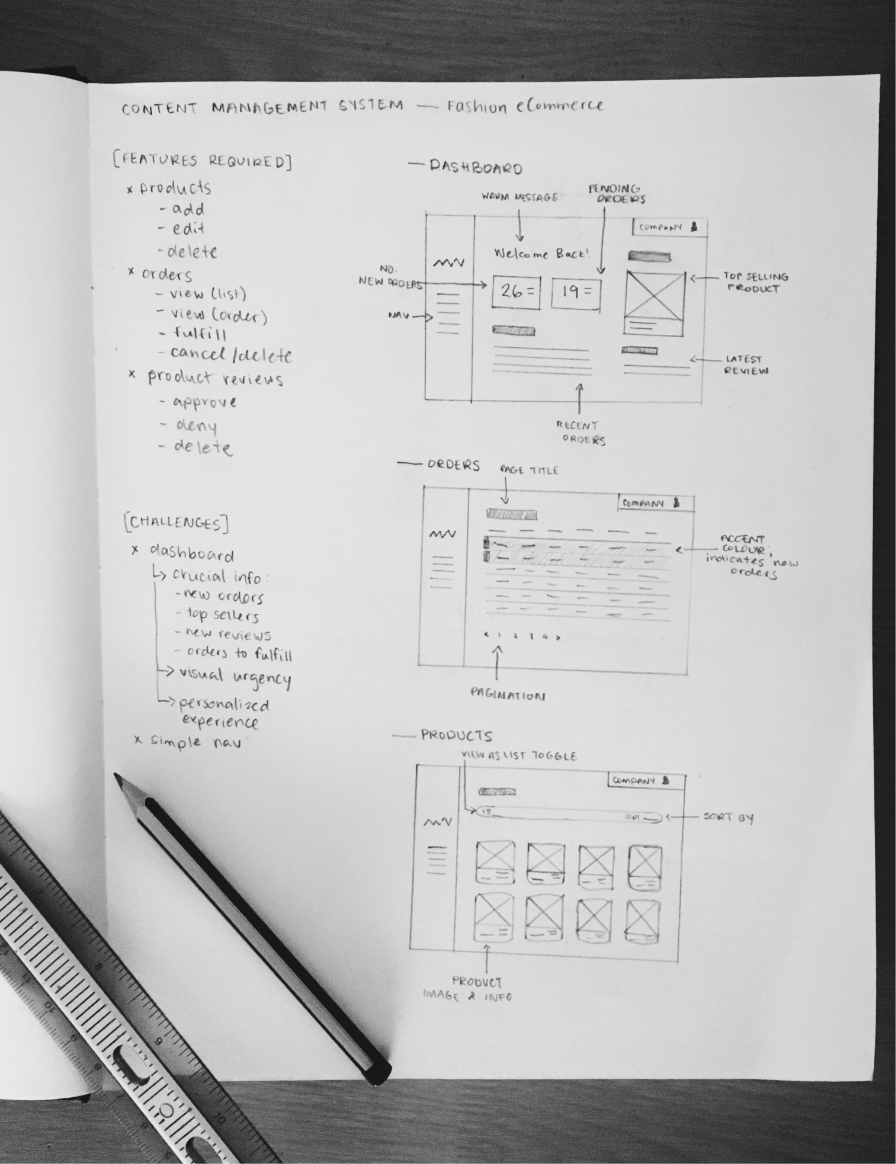 CONTENT MANAGEMENT SYSTEM — Fashion eCommerce
[FEATURES REQUIRED]
x products
- add
- edit
- delete
x orders
- view (list)
- view (order)
- fulfill
- cancel/delete
x product reviews
- approve
- deny
- delete
[CHALLENGES]
x dashboard
↳ crucial info:
- new orders
- top sellers
- new reviews
- orders to fulfill
→ visual urgency
→ personalized
experience
x simple nav
— DASHBOARD
WARM MESSAGE
PENDING
ORDERS
COMPANY
Welcome Back!
NO.
NEW ORDERS
26 =
19 =
TOP SELLING
PRODUCT
NAV
LATEST
REVIEW
RECENT
ORDERS
— ORDERS
PAGE TITLE
COMPANY
ACCENT
COLOUR,
indicates new
orders
< 1 2 3 4 >
PAGINATION
— PRODUCTS
VIEW AS LIST TOGGLE
COMPANY
SORT BY
PRODUCT
IMAGE & INFO